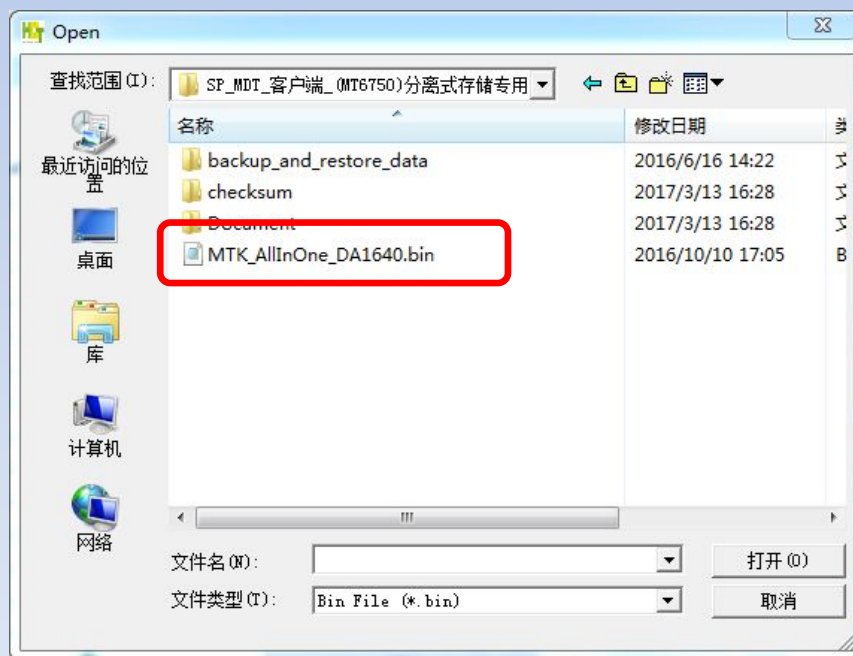 Open
查找范围(I):
SP_MDT_客户端_(MT6750)分离式存储专用
名称
修改日期
backup_and_restore_data
2016/6/16 14:22
checksum
2017/3/13 16:28
Document
2017/3/13 16:28
MTK_AllInOne_DA1640.bin
2016/10/10 17:05
B
最近访问的位
置
桌面
库
计算机
网络
文件名(N):
打开(O)
文件类型(T):
Bin File (*.bin)
取消